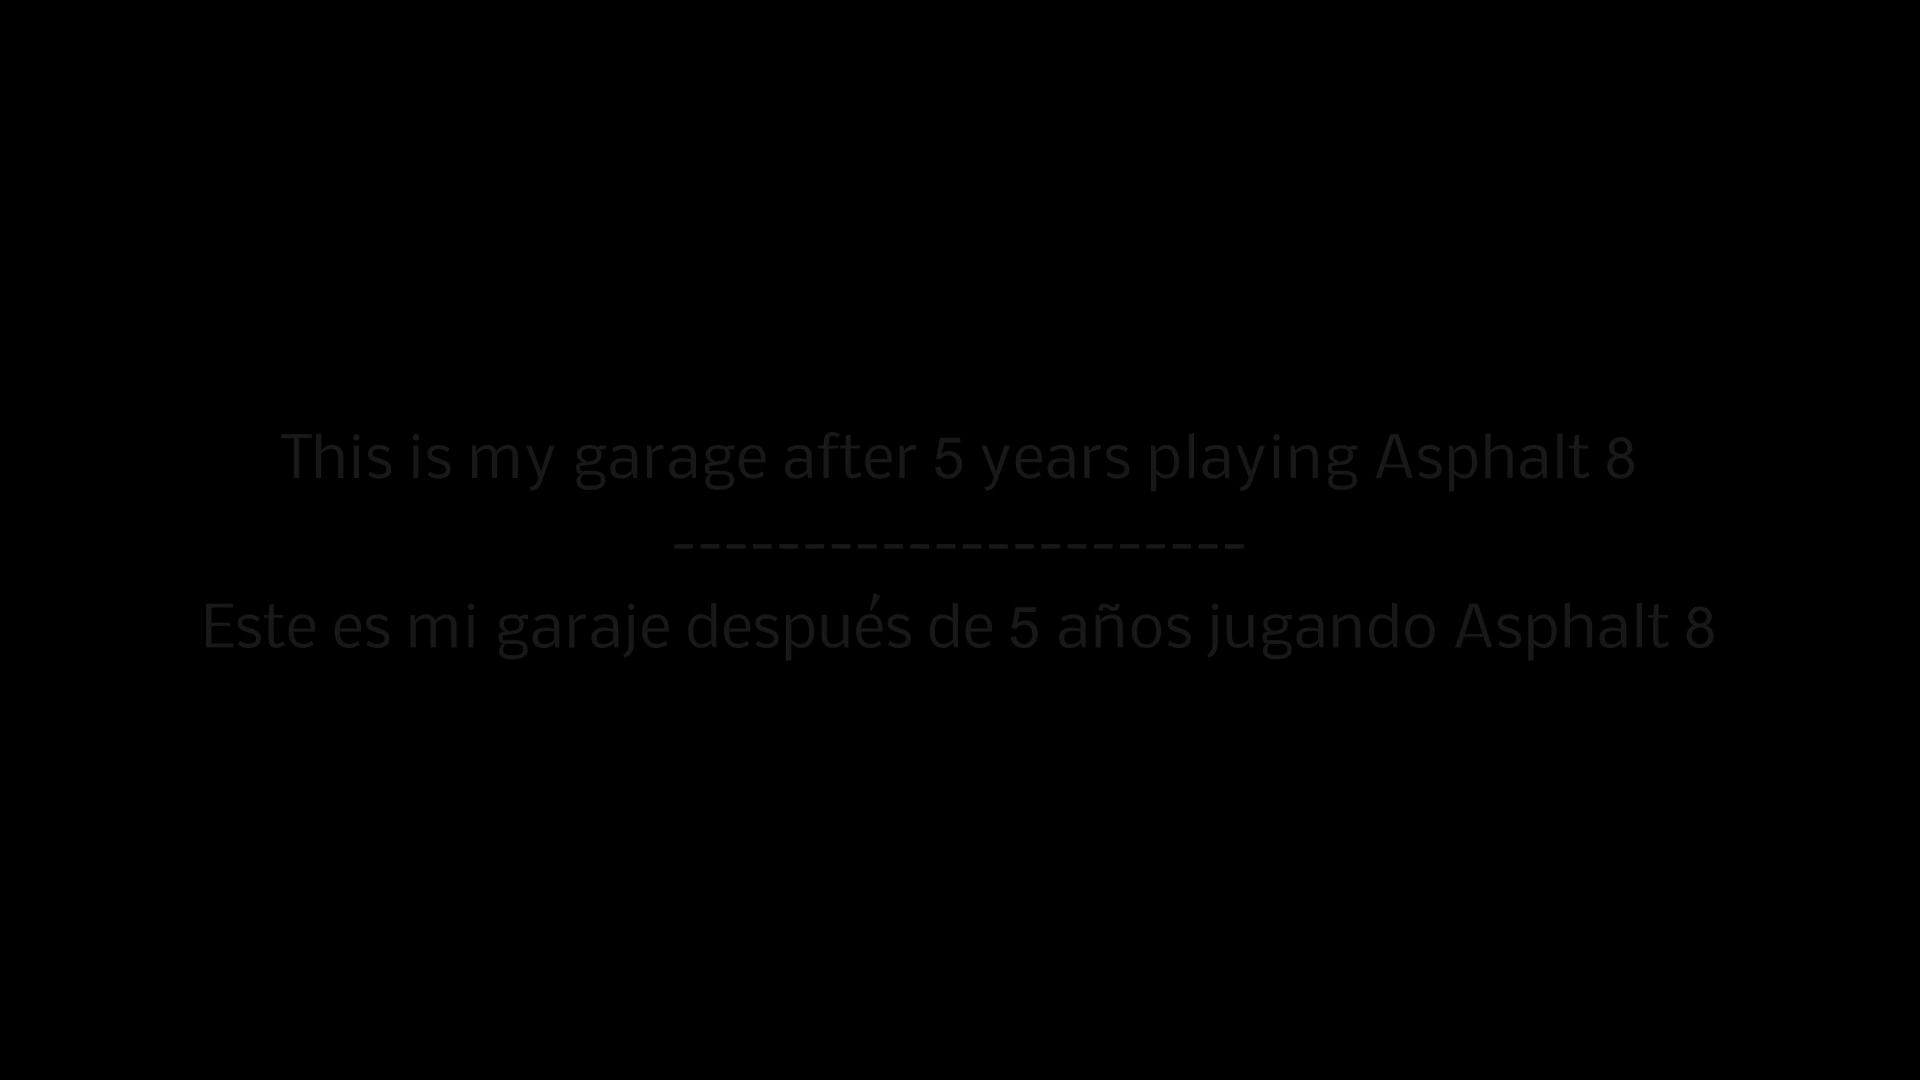 This is my garage after 5 years playing Asphalt 8
----------------------
Este es mi garaje después de 5 años jugando Asphalt 8